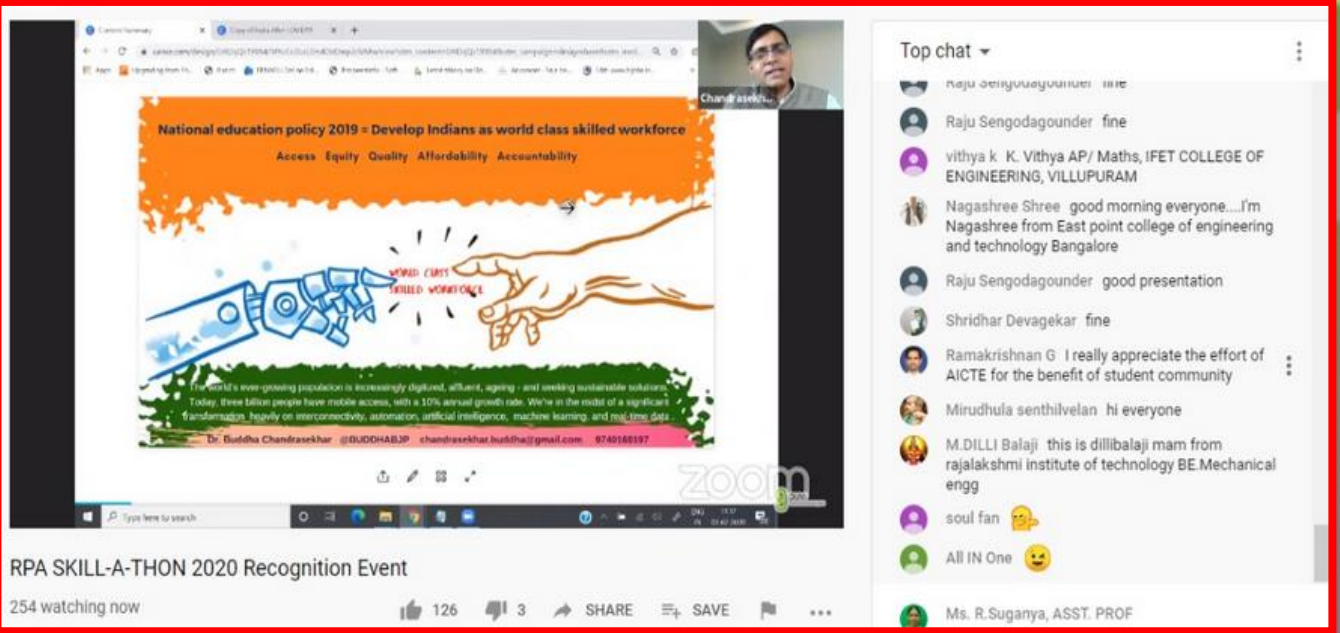 Content Summary
National education policy 2019 = Develop Indians as world class skilled workforce
Access Equity Quality Affordability Accountability
WORLD CLASS
SKILLED WORKFORCE
The world's ever-growing population is increasingly digitized, affluent, ageing - and seeking sustainable solutions.
Today, three billion people have mobile access, with a 10% annual growth rate. We're in the midst of a significant
transformation, heavily on interconnectivity, automation, artificial intelligence, machine learning, and real-time data
Dr. Buddha Chandrasekhar @BUDDHABJP chandrasekhar.buddha@gmail.com 9740160197
zoom
Type here to search
RPA SKILL-A-THON 2020 Recognition Event
254 watching now
126 3 SHARE SAVE
Top chat
Raju Sengodagounder fine
Raju Sengodagounder fine
vithya k K. Vithya AP/ Maths, IFET COLLEGE OF
ENGINEERING, VILLUPURAM
Nagashree Shree good morning everyone....I'm
Nagashree from East point college of engineering
and technology Bangalore
Raju Sengodagounder good presentation
Shridhar Devagekar fine
Ramakrishnan G I really appreciate the effort of
AICTE for the benefit of student community
Mirudhula senthilvelan hi everyone
M.DILLI Balaji this is dillibalaji mam from
rajalakshmi institute of technology BE.Mechanical
engg
soul fan
All IN One
Ms. R.Suganya, ASST. PROF